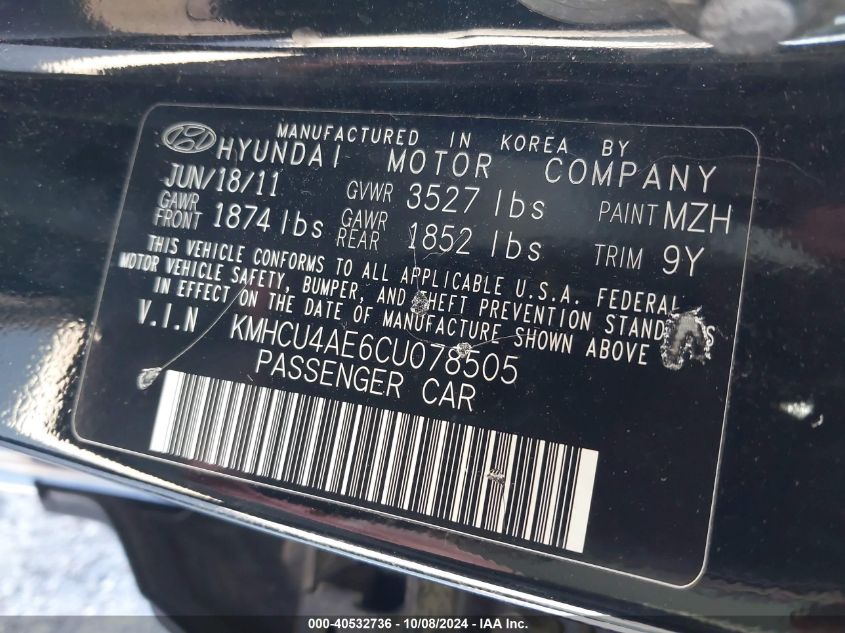 MANUFACTURED IN KOREA BY
HYUNDAI MOTOR COMPANY
JUN/18/11 GVWR 3527 lbs PAINT MZH
GAWR FRONT 1874 lbs GAWR REAR 1852 lbs TRIM 9Y
THIS VEHICLE CONFORMS TO ALL APPLICABLE U.S.A. FEDERAL
MOTOR VEHICLE SAFETY, BUMPER, AND THEFT PREVENTION STANDARDS
IN EFFECT ON THE DATE OF MANUFACTURE SHOWN ABOVE
V.I.N KMHCU4AE6CU078505
PASSENGER CAR
000-40532736 - 10/08/2024 - IAA, Inc.